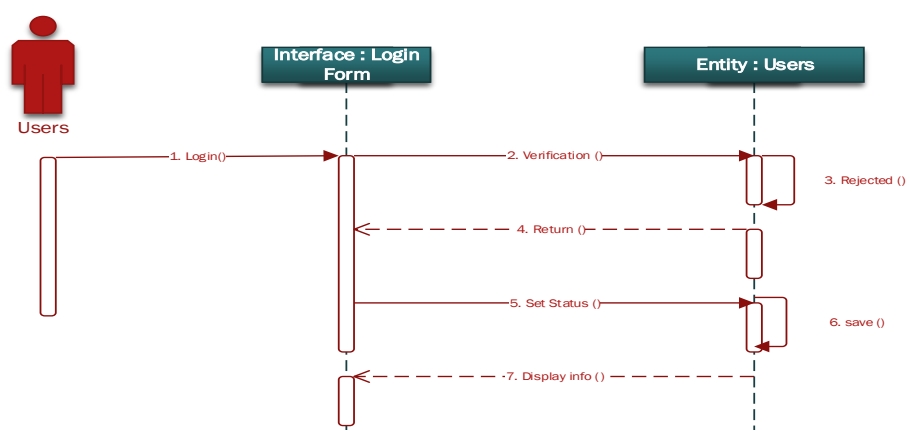 Interface : Login
Form
Entity : Users
Users
1. Login()
2. Verification ()
3. Rejected ()
4. Return ()
5. Set Status ()
6. save ()
7. Display info ()